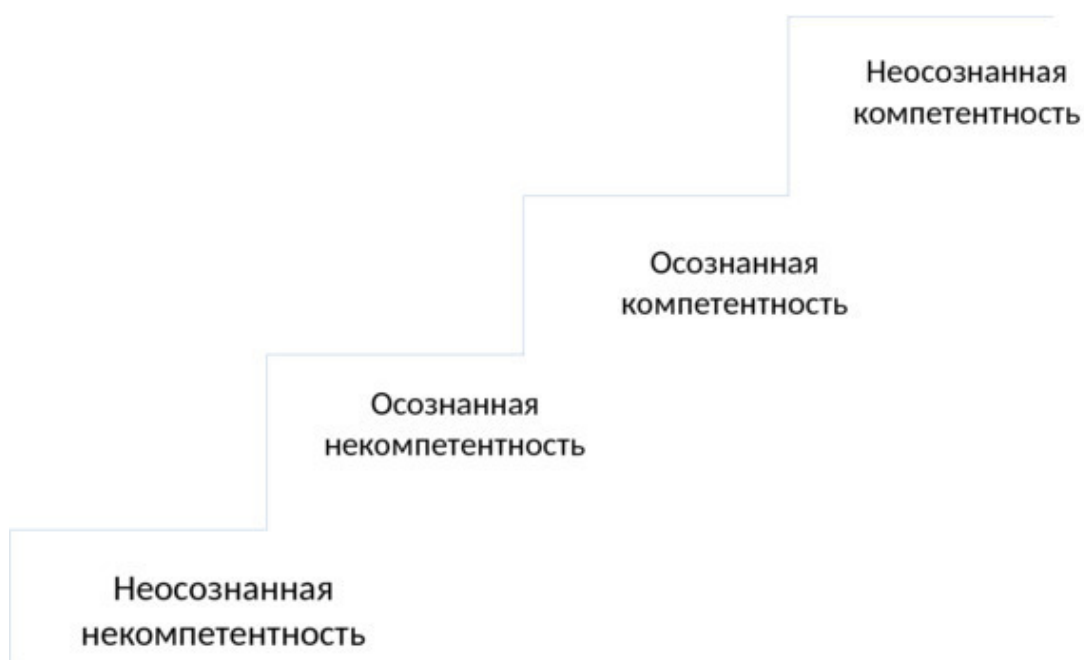 Неосознанная
компетентность
Осознанная
компетентность
Осознанная
некомпетентность
Неосознанная
некомпетентность